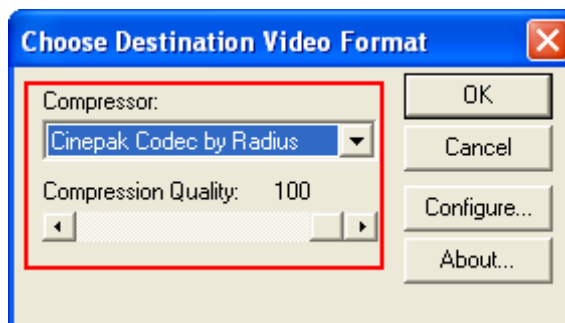 Choose Destination Video Format
Compressor:
Cinepak Codec by Radius
Compression Quality: 100
OK
Cancel
Configure...
About...